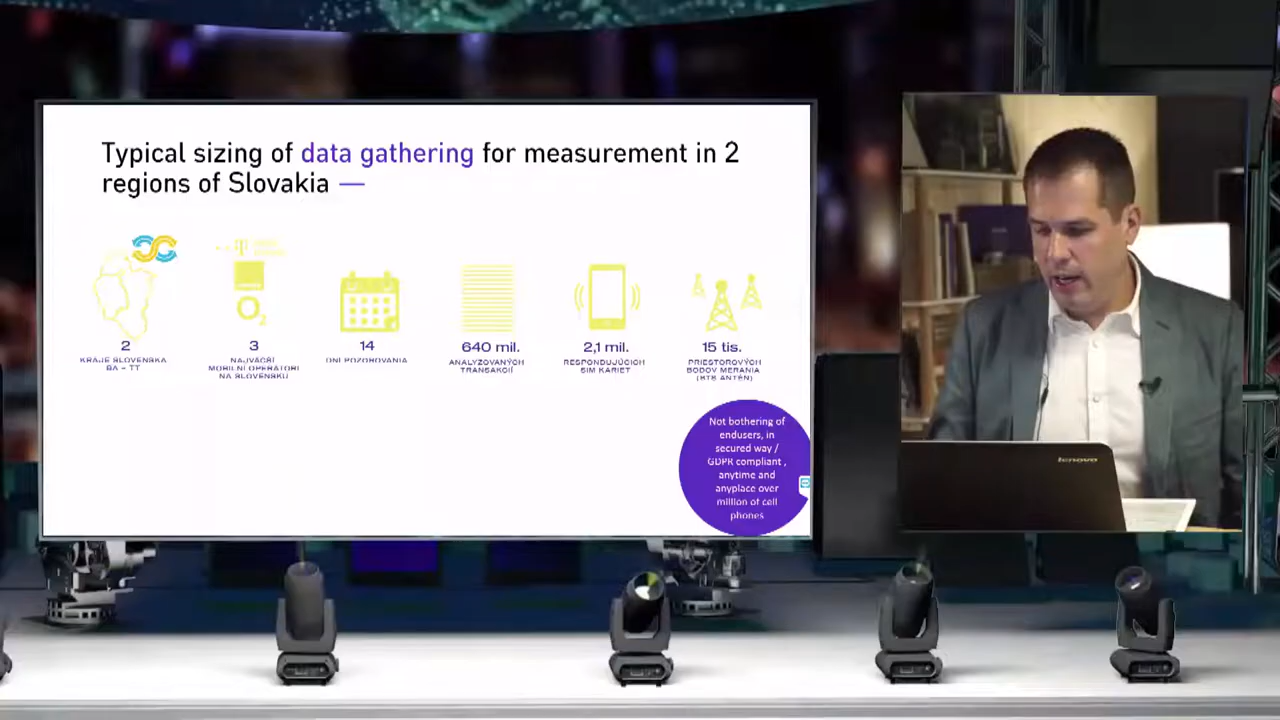 Typical sizing of data gathering for measurement in 2
regions of Slovakia —
T
O2
2
KRAJE SLOVENSKA
BA – TT
3
NAJVÄČŠÍ
MOBILNÍ OPERÁTORI
NA SLOVENSKU
14
DNÍ POZOROVANIA
640 mil.
ANALYZOVANÝCH
TRANSAKCIÍ
2,1 mil.
RESPONDUJÚCICH
SIM KARIET
15 tis.
PRIESTOROVÝCH
BODOV MERANIA
(BTS ANTÉN)
Not bothering of
endusers, in
secured way /
GDPR compliant ,
anytime and
anyplace over
million of cell
phones
lenovo